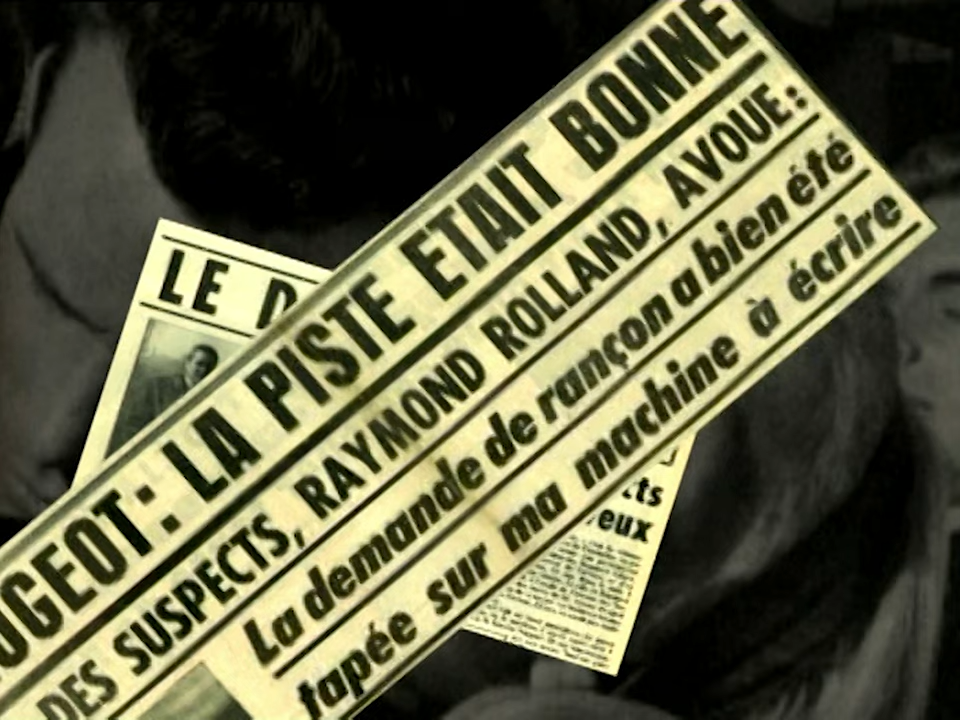 UGEOT: LA PISTE ETAIT BONNE
DES SUSPECTS, RAYMOND ROLLAND, AVOUE:
La demande de rançon a bien été
tapée sur ma machine à écrire
LE D
cts
eux